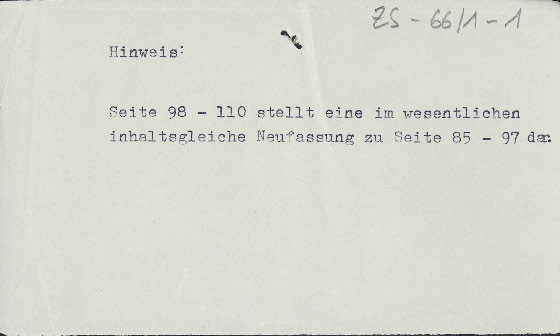 ZS-66/1-1
Hinweis:
Seite 98 - 110 stellt eine im wesentlichen
inhaltsgleiche Neufassung zu Seite 85 - 97 dar.